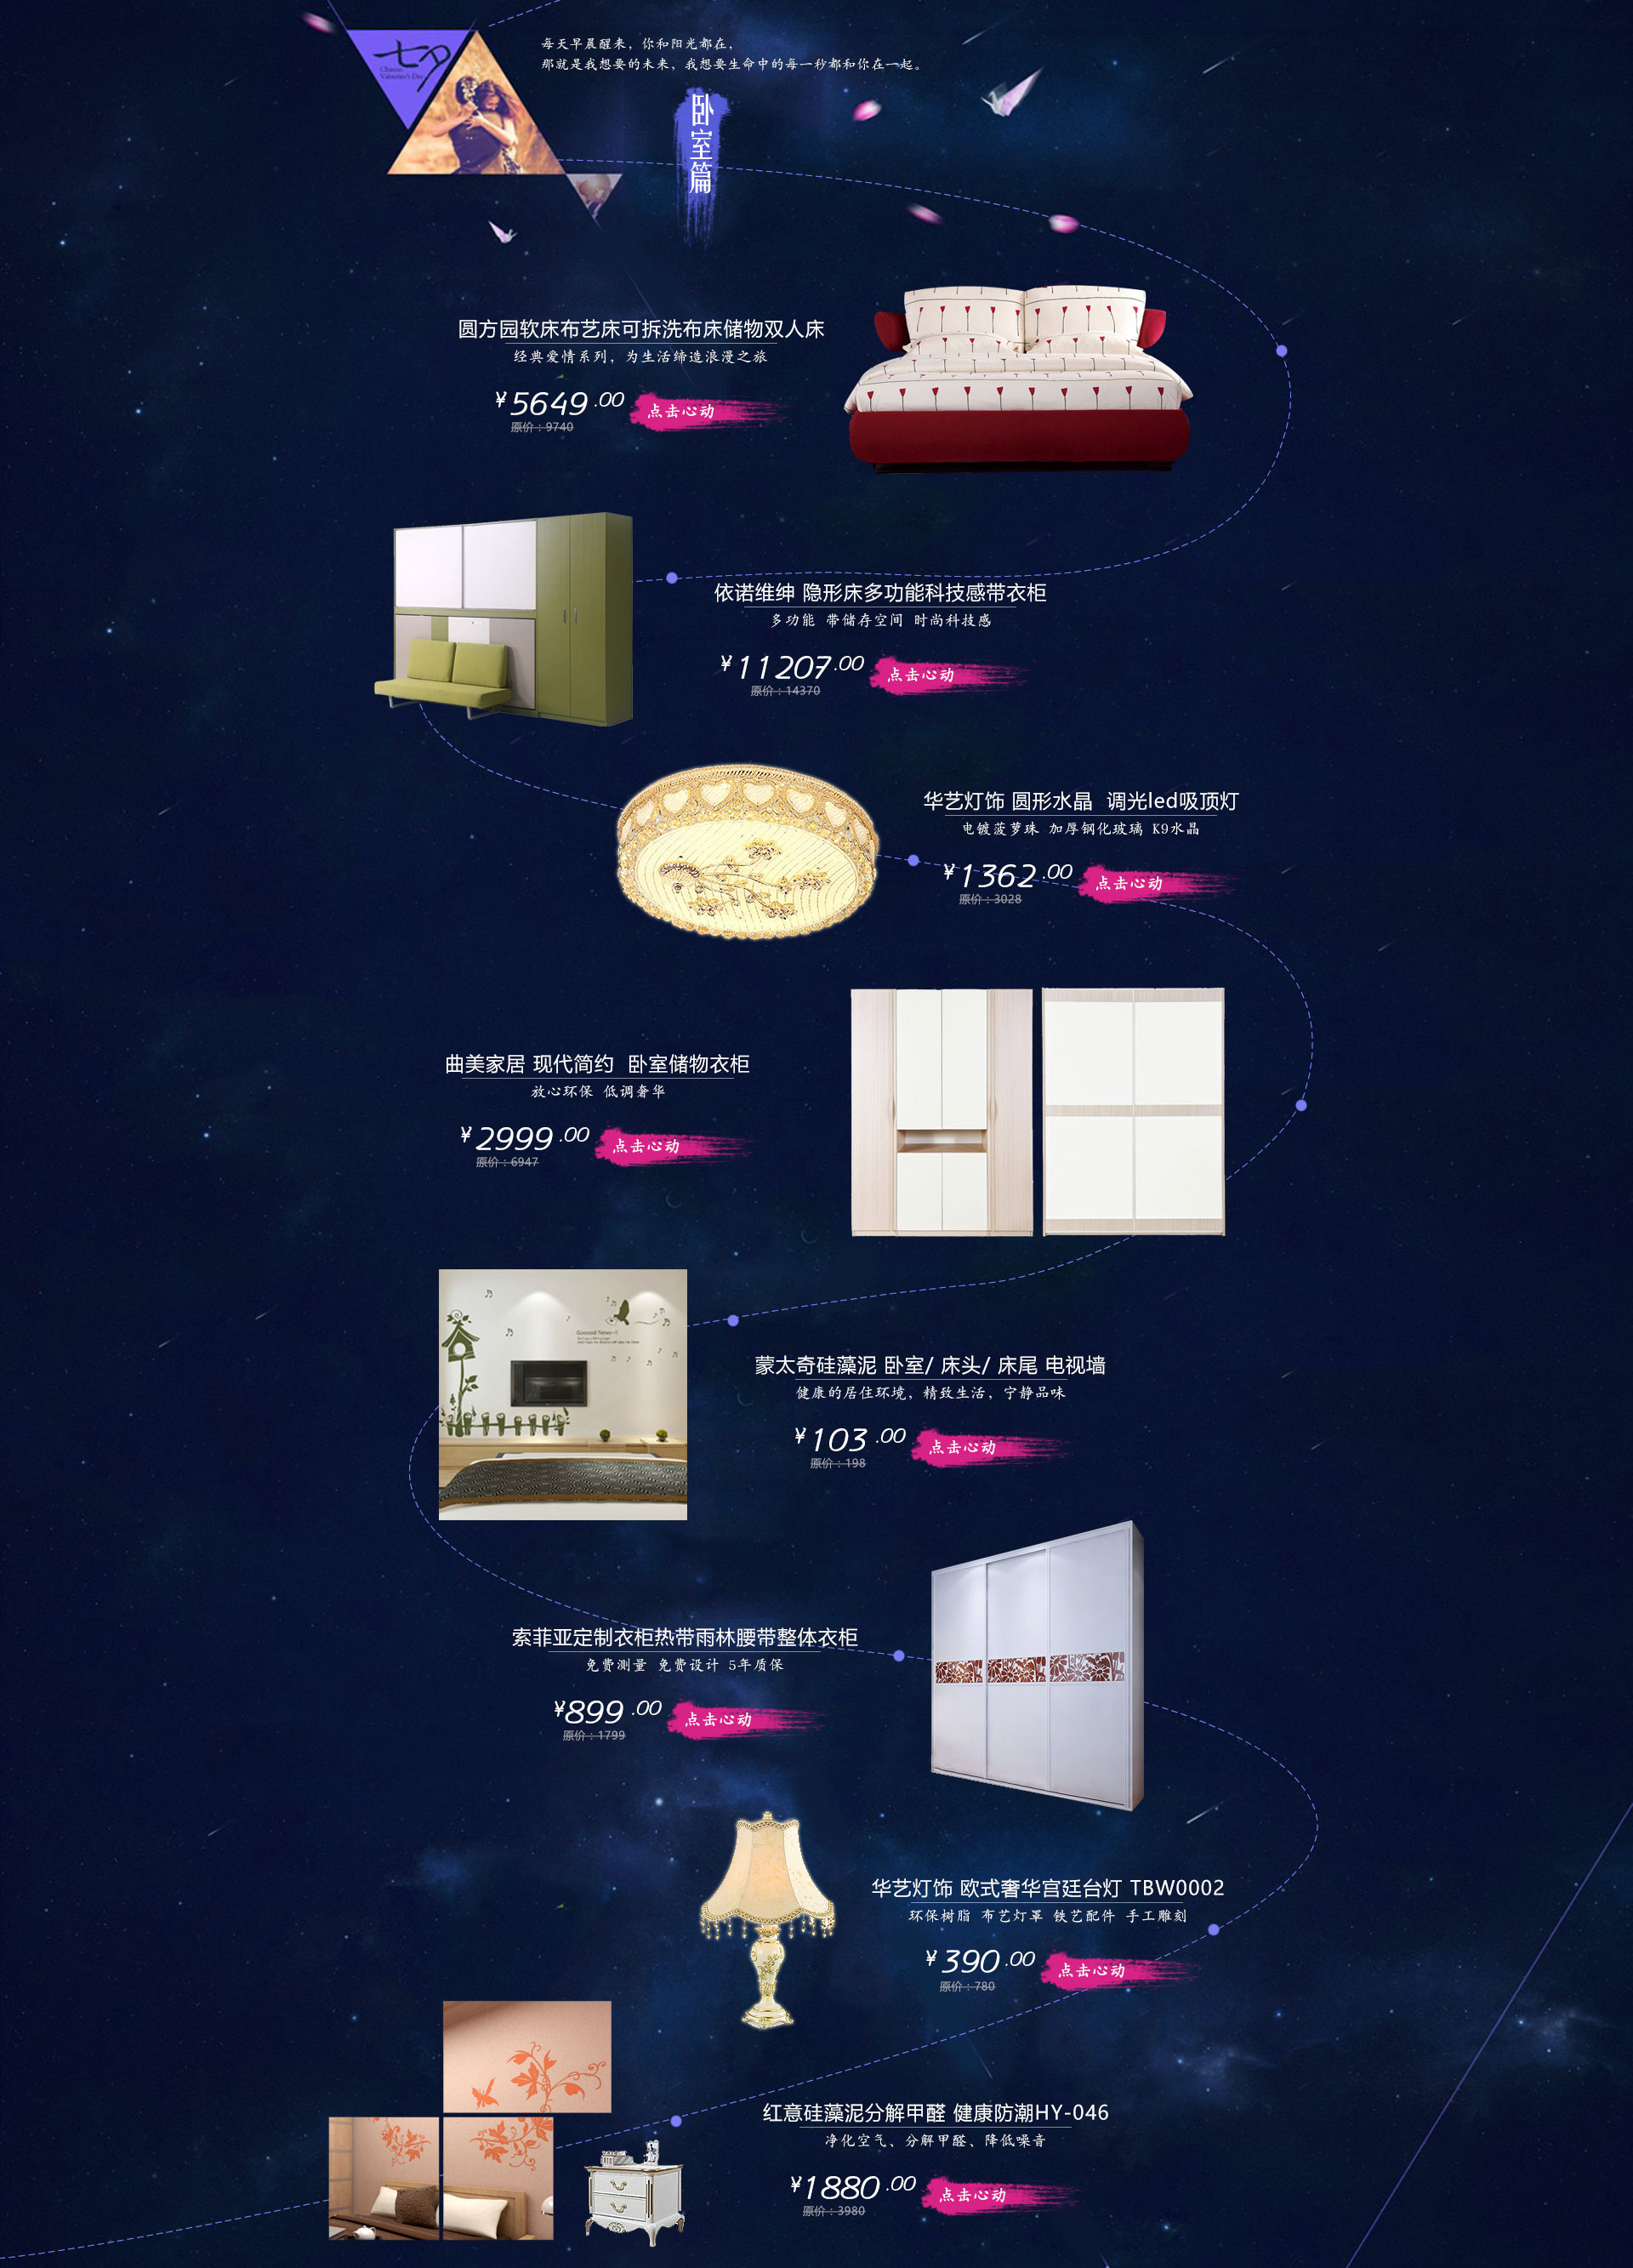 七夕
Chinese
Valentine's Day
每天早晨醒来，你和阳光都在，
那就是我想要的未来，我想要生命中的每一秒都和你在一起。
卧室篇
圆方园软床布艺床可拆洗布床储物双人床
经典爱情系列，为生活缔造浪漫之旅
¥5649.00
点击心动
原价：9740
依诺维绅 隐形床多功能科技感带衣柜
多功能 带储存空间 时尚科技感
¥11207.00
点击心动
原价：14370
华艺灯饰 圆形水晶 调光led吸顶灯
电镀菠萝珠 加厚钢化玻璃 K9水晶
¥1362.00
点击心动
原价：3028
曲美家居 现代简约 卧室储物衣柜
放心环保 低调奢华
¥2999.00
点击心动
原价：6947
Gooood News~!!
蒙太奇硅藻泥 卧室/ 床头/ 床尾 电视墙
健康的居住环境，精致生活，宁静品味
¥103.00
点击心动
原价：198
索菲亚定制衣柜热带雨林腰带整体衣柜
免费测量 免费设计 5年质保
¥899.00
点击心动
原价：1799
华艺灯饰 欧式奢华宫廷台灯 TBW0002
环保树脂 布艺灯罩 铁艺配件 手工雕刻
¥390.00
点击心动
原价：780
红意硅藻泥分解甲醛 健康防潮HY-046
净化空气、分解甲醛、降低噪音
¥1880.00
点击心动
原价：3980